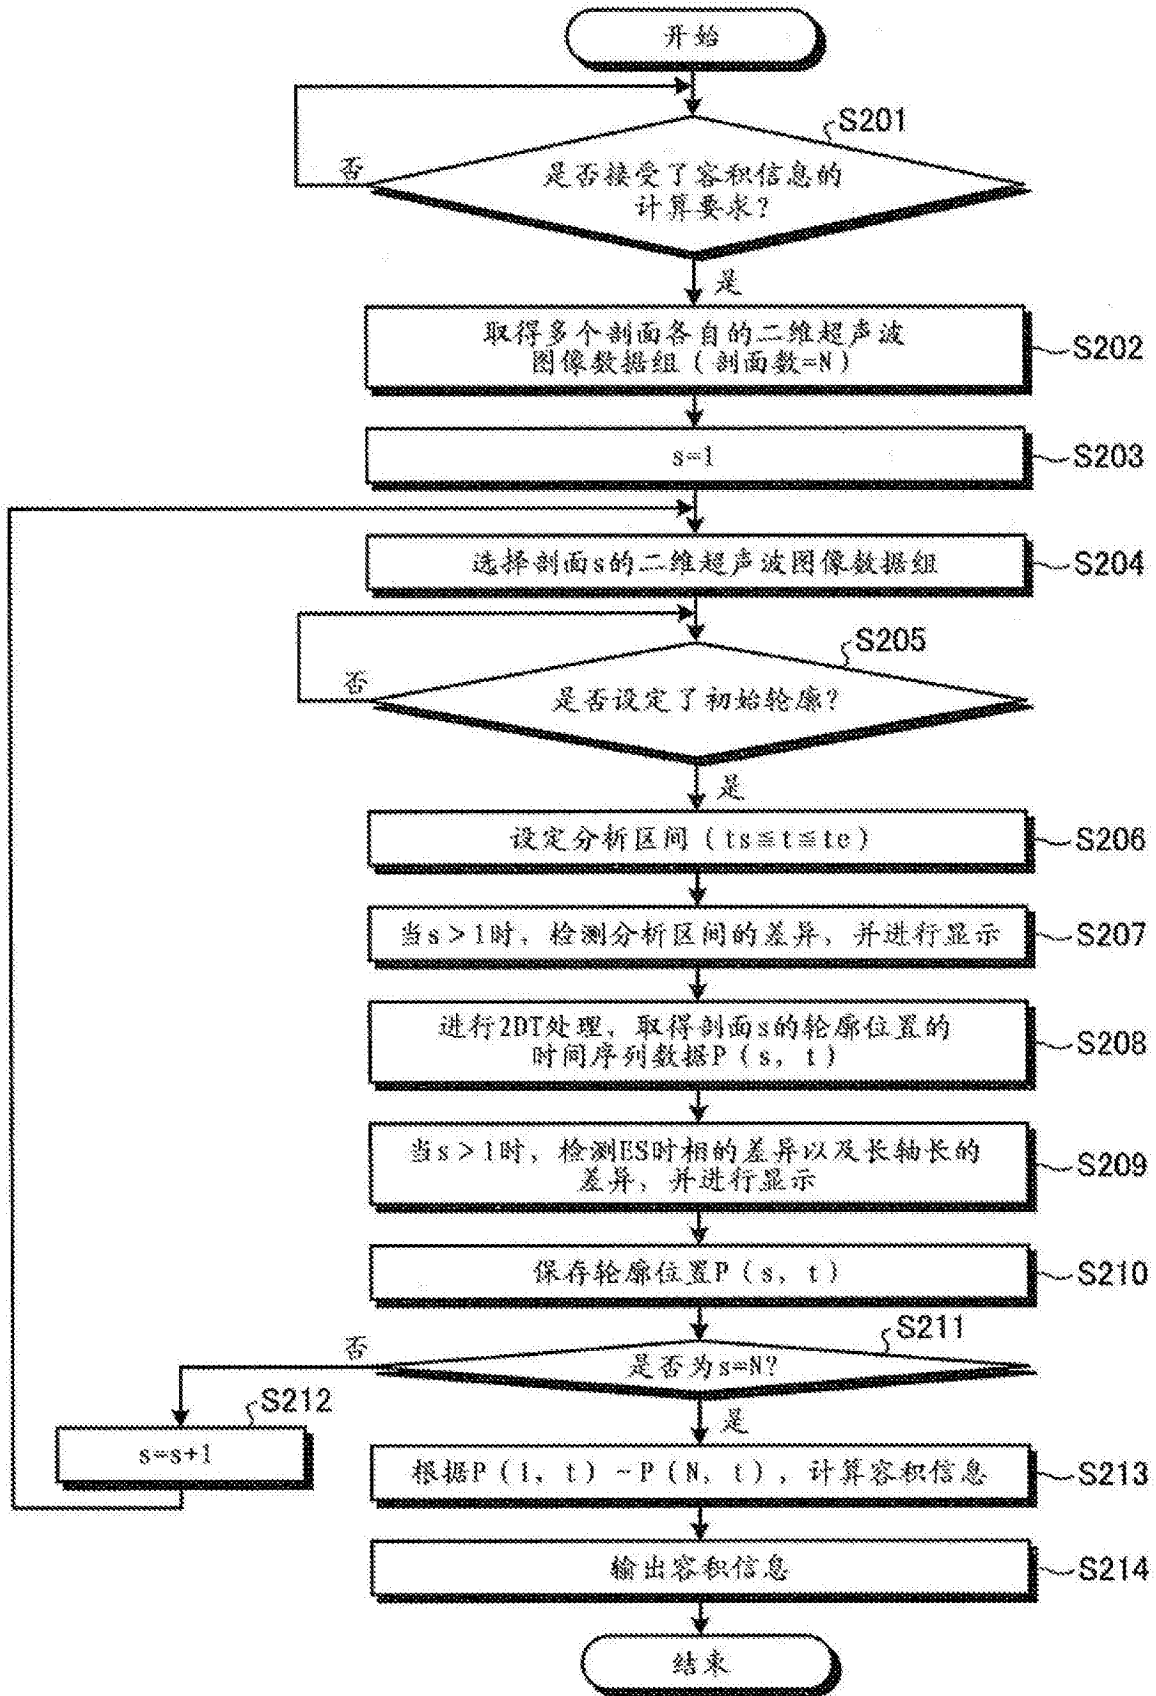 开始
S201
否
是否接受了容积信息的
计算要求?
是
取得多个剖面各自的二维超声波
图像数据组(剖面数=N)
S202
s=1
S203
选择剖面s的二维超声波图像数据组
S204
S205
否
是否设定了初始轮廓?
是
设定分析区间(ts≦t≦te)
S206
当s>1时,检测分析区间的差异,并进行显示
S207
进行2DT处理,取得剖面s的轮廓位置的
时间序列数据P(s,t)
S208
当s>1时,检测ES时相的差异以及长轴长的
差异,并进行显示
S209
保存轮廓位置P(s,t)
S210
S211
否
是否为s=N?
S212
是
s=s+1
根据P(1,t)~P(N,t),计算容积信息
S213
输出容积信息
S214
结束